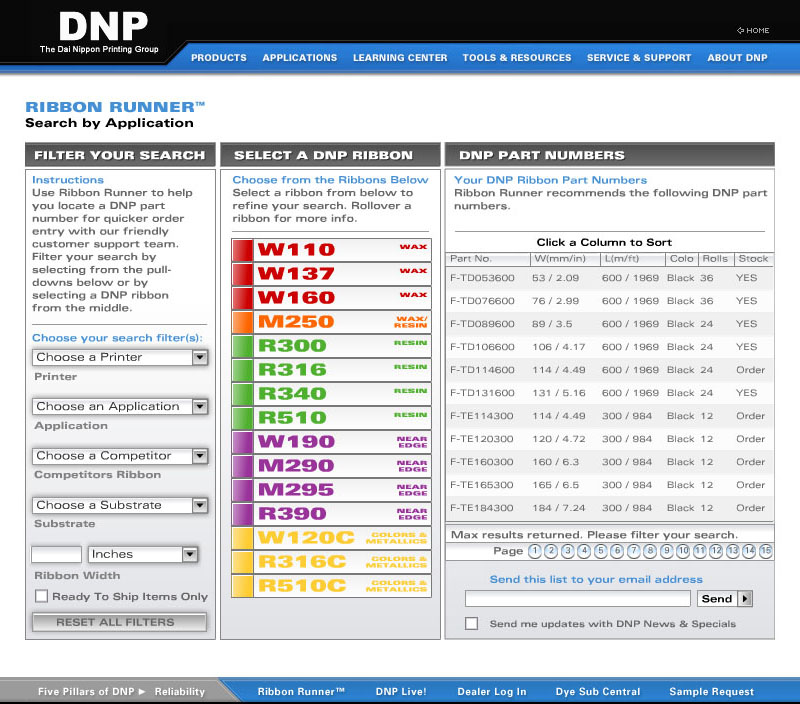 DNP
The Dai Nippon Printing Group
HOME
PRODUCTS APPLICATIONS LEARNING CENTER TOOLS & RESOURCES SERVICE & SUPPORT ABOUT DNP
RIBBON RUNNER™
Search by Application
FILTER YOUR SEARCH
Instructions
Use Ribbon Runner to help
you locate a DNP part
number for quicker order
entry with our friendly
customer support team.
Filter your search by
selecting from the pull-
downs below or by
selecting a DNP ribbon
from the middle.
Choose your search filter(s):
Choose a Printer
Printer
Choose an Application
Application
Choose a Competitor
Competitors Ribbon
Choose a Substrate
Substrate
Inches
Ribbon Width
Ready To Ship Items Only
RESET ALL FILTERS
SELECT A DNP RIBBON
Choose from the Ribbons Below
Select a ribbon from below to
refine your search. Rollover a
ribbon for more info.
W110 WAX
W137 WAX
W160 WAX
M250 WAX/
RESIN
R300 RESIN
R316 RESIN
R340 RESIN
R510 RESIN
W190 NEAR
EDGE
M290 NEAR
EDGE
M295 NEAR
EDGE
R390 NEAR
EDGE
W120C COLORS &
METALLICS
R316C COLORS &
METALLICS
R510C COLORS &
METALLICS
DNP PART NUMBERS
Your DNP Ribbon Part Numbers
Ribbon Runner recommends the following DNP part
numbers.
Click a Column to Sort
Part No. W(mm/in) L(m/ft) Colo Rolls Stock
F-TD053600 53 / 2.09 600 / 1969 Black 36 YES
F-TD076600 76 / 2.99 600 / 1969 Black 36 YES
F-TD089600 89 / 3.5 600 / 1969 Black 24 YES
F-TD106600 106 / 4.17 600 / 1969 Black 24 YES
F-TD114600 114 / 4.49 600 / 1969 Black 24 Order
F-TD131600 131 / 5.16 600 / 1969 Black 24 YES
F-TE114300 114 / 4.49 300 / 984 Black 12 Order
F-TE120300 120 / 4.72 300 / 984 Black 12 Order
F-TE160300 160 / 6.3 300 / 984 Black 12 Order
F-TE165300 165 / 6.5 300 / 984 Black 12 Order
F-TE184300 184 / 7.24 300 / 984 Black 12 Order
Max results returned. Please filter your search.
Page 1 2 3 4 5 6 7 8 9 10 11 12 13 14 15
Send this list to your email address
Send
Send me updates with DNP News & Specials
Five Pillars of DNP ► Reliability Ribbon Runner™ DNP Live! Dealer Log In Dye Sub Central Sample Request